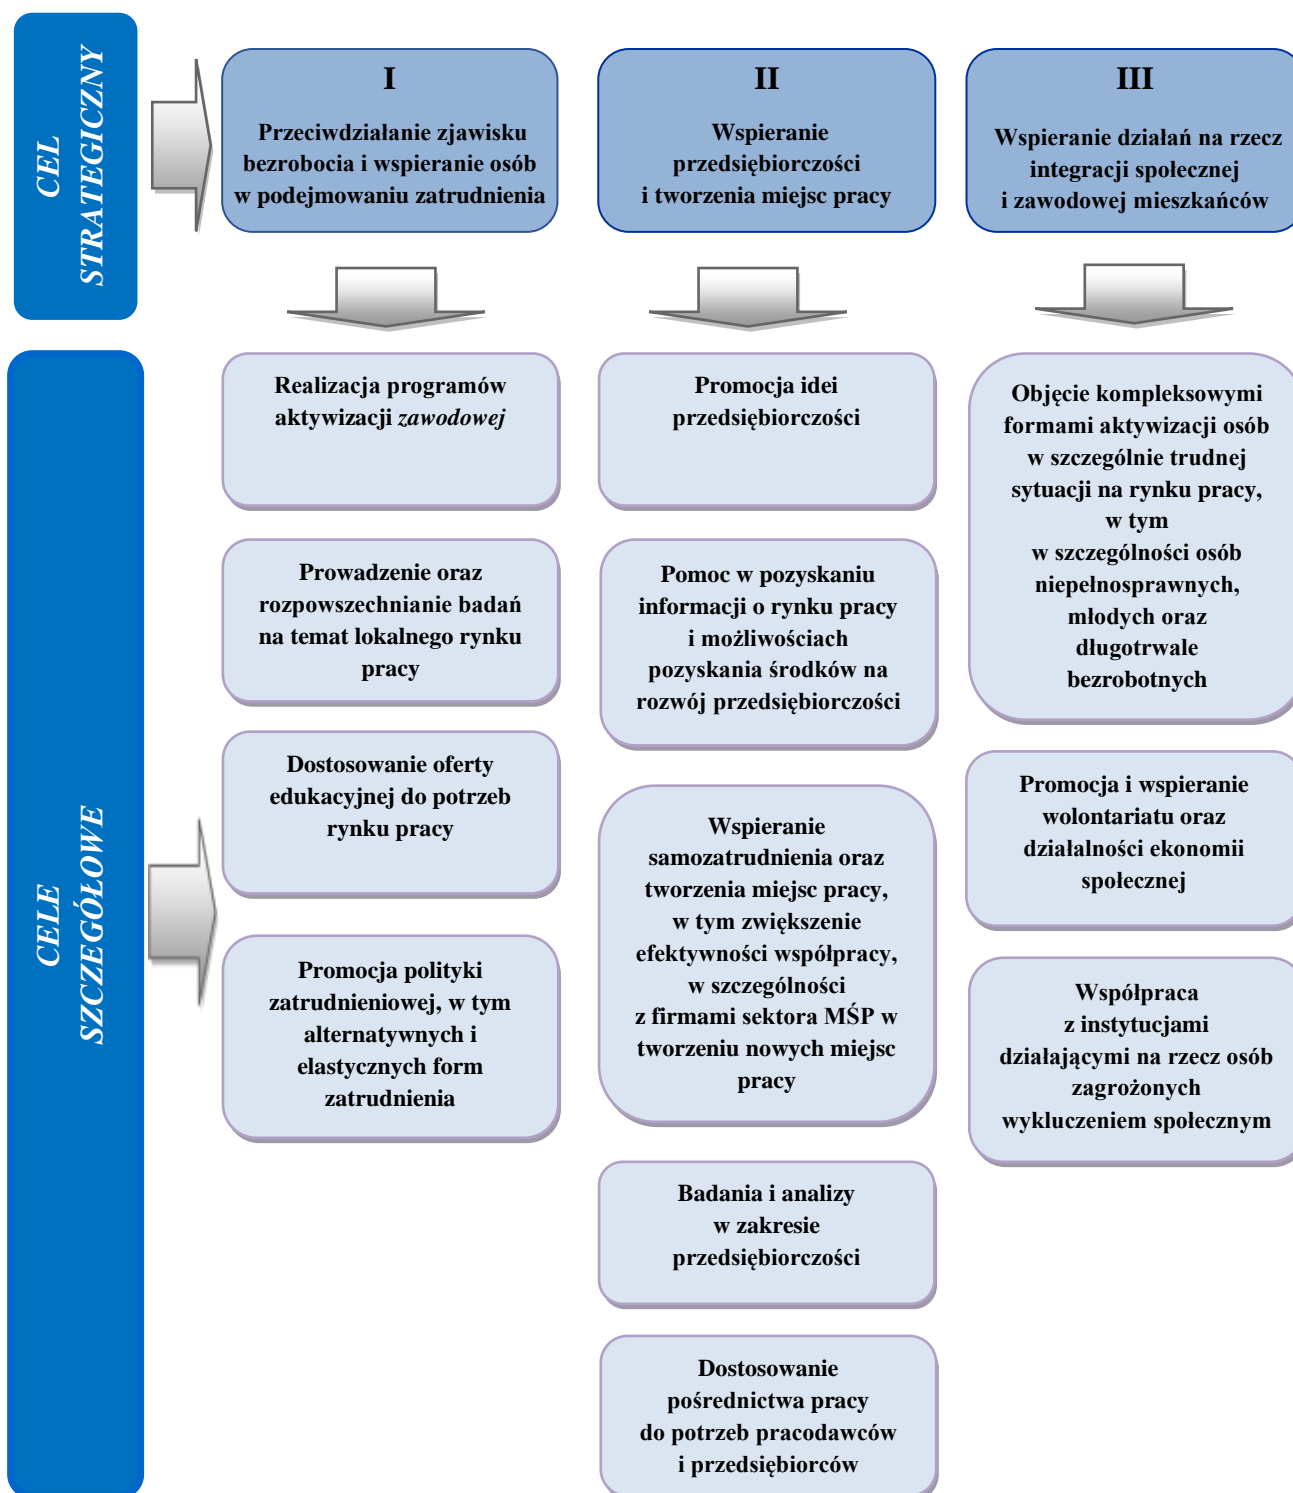 CEL
STRATEGICZNY
I
Przeciwdziałanie zjawisku
bezrobocia i wspieranie osób
w podejmowaniu zatrudnienia
II
Wspieranie
przedsiębiorczości
i tworzenia miejsc pracy
III
Wspieranie działań na rzecz
integracji społecznej
i zawodowej mieszkańców
CELE
SZCZEGÓŁOWE
Realizacja programów
aktywizacji zawodowej
Prowadzenie oraz
rozpowszechnianie badań
na temat lokalnego rynku
pracy
Dostosowanie oferty
edukacyjnej do potrzeb
rynku pracy
Promocja polityki
zatrudnieniowej, w tym
alternatywnych i
elastycznych form
zatrudnienia
Promocja idei
przedsiębiorczości
Pomoc w pozyskaniu
informacji o rynku pracy
i możliwościach
pozyskania środków na
rozwój przedsiębiorczości
Wspieranie
samozatrudnienia oraz
tworzenia miejsc pracy,
w tym zwiększenie
efektywności współpracy,
w szczególności
z firmami sektora MŚP w
tworzeniu nowych miejsc
pracy
Badania i analizy
w zakresie
przedsiębiorczości
Dostosowanie
pośrednictwa pracy
do potrzeb pracodawców
i przedsiębiorców
Objęcie kompleksowymi
formami aktywizacji osób
w szczególnie trudnej
sytuacji na rynku pracy,
w tym
w szczególności osób
niepełnosprawnych,
młodych oraz
długotrwale
bezrobotnych
Promocja i wspieranie
wolontariatu oraz
działalności ekonomii
społecznej
Współpraca
z instytucjami
działającymi na rzecz osób
zagrożonych
wykluczeniem społecznym